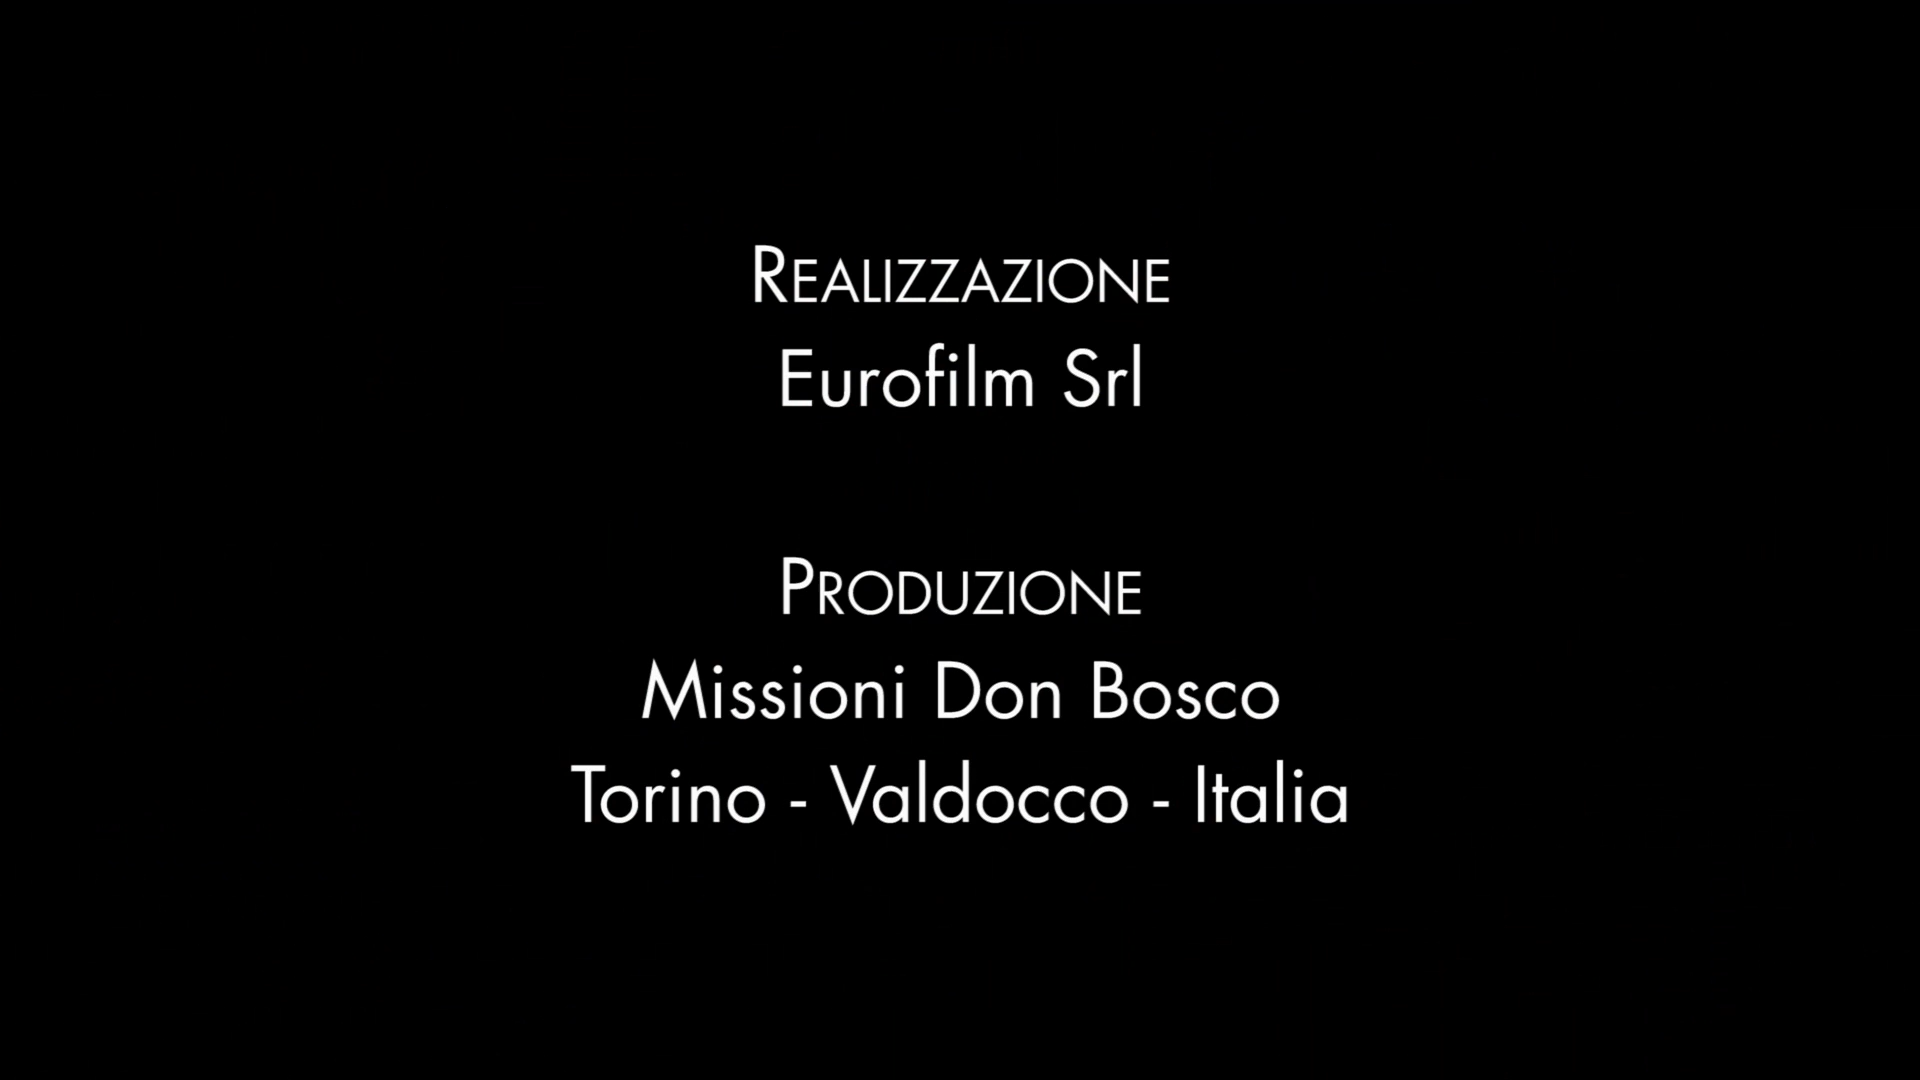 REALIZZAZIONE
Eurofilm Srl
PRODUZIONE
Missioni Don Bosco
Torino - Valdocco - Italia